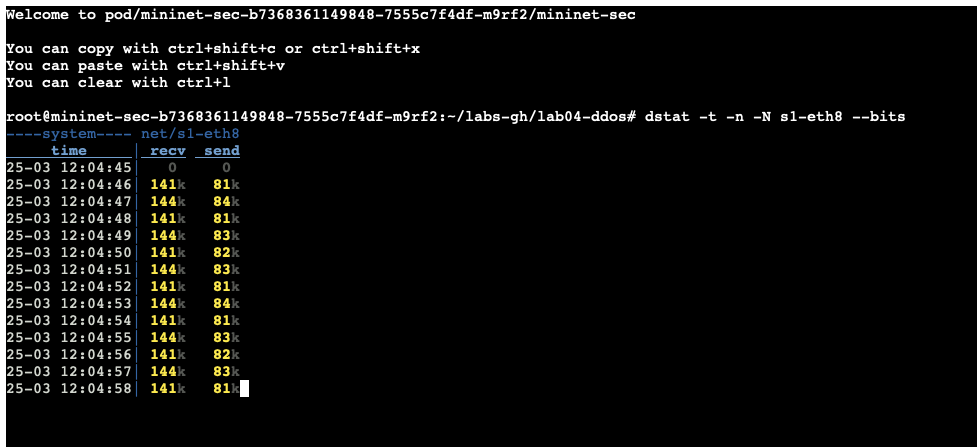 Welcome to pod/mininet-sec-b7368361149848-7555c7f4df-m9rf2/mininet-sec
You can copy with ctrl+shift+c or ctrl+shift+x
You can paste with ctrl+shift+v
You can clear with ctrl+l
root@mininet-sec-b7368361149848-7555c7f4df-m9rf2:~/labs-gh/lab04-ddos# dstat -t -n -N s1-eth8 --bits
----system---- net/s1-eth8
     time     | recv  send
25-03 12:04:45|   0     0
25-03 12:04:46| 141k   81k
25-03 12:04:47| 144k   84k
25-03 12:04:48| 141k   81k
25-03 12:04:49| 144k   83k
25-03 12:04:50| 141k   82k
25-03 12:04:51| 144k   83k
25-03 12:04:52| 141k   81k
25-03 12:04:53| 144k   84k
25-03 12:04:54| 141k   81k
25-03 12:04:55| 144k   83k
25-03 12:04:56| 141k   82k
25-03 12:04:57| 144k   83k
25-03 12:04:58| 141k   81k